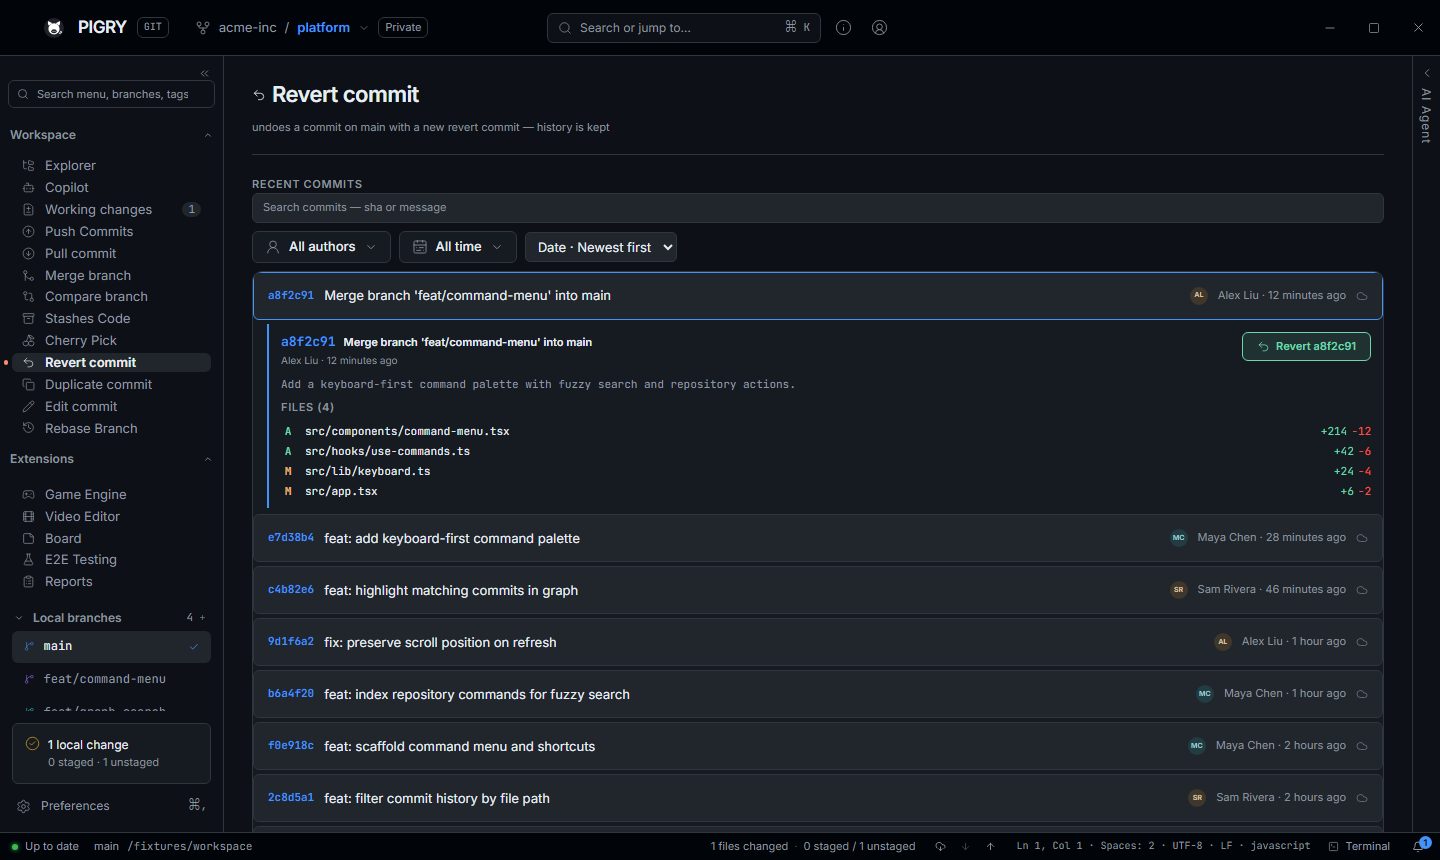 PIGRY GIT acme-inc / platform Private Search or jump to... ⌘ K
Search menu, branches, tags
Workspace
Explorer
Copilot
Working changes 1
Push Commits
Pull commit
Merge branch
Compare branch
Stashes Code
Cherry Pick
Revert commit
Duplicate commit
Edit commit
Rebase Branch
Extensions
Game Engine
Video Editor
Board
E2E Testing
Reports
Local branches 4 +
main
feat/command-menu
1 local change
0 staged · 1 unstaged
Preferences ⌘,
Revert commit
undoes a commit on main with a new revert commit — history is kept
RECENT COMMITS
Search commits — sha or message
All authors All time Date · Newest first
a8f2c91 Merge branch 'feat/command-menu' into main AL Alex Liu · 12 minutes ago
a8f2c91 Merge branch 'feat/command-menu' into main Revert a8f2c91
Alex Liu · 12 minutes ago
Add a keyboard-first command palette with fuzzy search and repository actions.
FILES (4)
A src/components/command-menu.tsx +214 -12
A src/hooks/use-commands.ts +42 -6
M src/lib/keyboard.ts +24 -4
M src/app.tsx +6 -2
e7d38b4 feat: add keyboard-first command palette MC Maya Chen · 28 minutes ago
c4b82e6 feat: highlight matching commits in graph SR Sam Rivera · 46 minutes ago
9d1f6a2 fix: preserve scroll position on refresh AL Alex Liu · 1 hour ago
b6a4f20 feat: index repository commands for fuzzy search MC Maya Chen · 1 hour ago
f0e918c feat: scaffold command menu and shortcuts MC Maya Chen · 2 hours ago
2c8d5a1 feat: filter commit history by file path SR Sam Rivera · 2 hours ago
AI Agent
Up to date main /fixtures/workspace 1 files changed · 0 staged / 1 unstaged Ln 1, Col 1 · Spaces: 2 · UTF-8 · LF · javascript Terminal 1